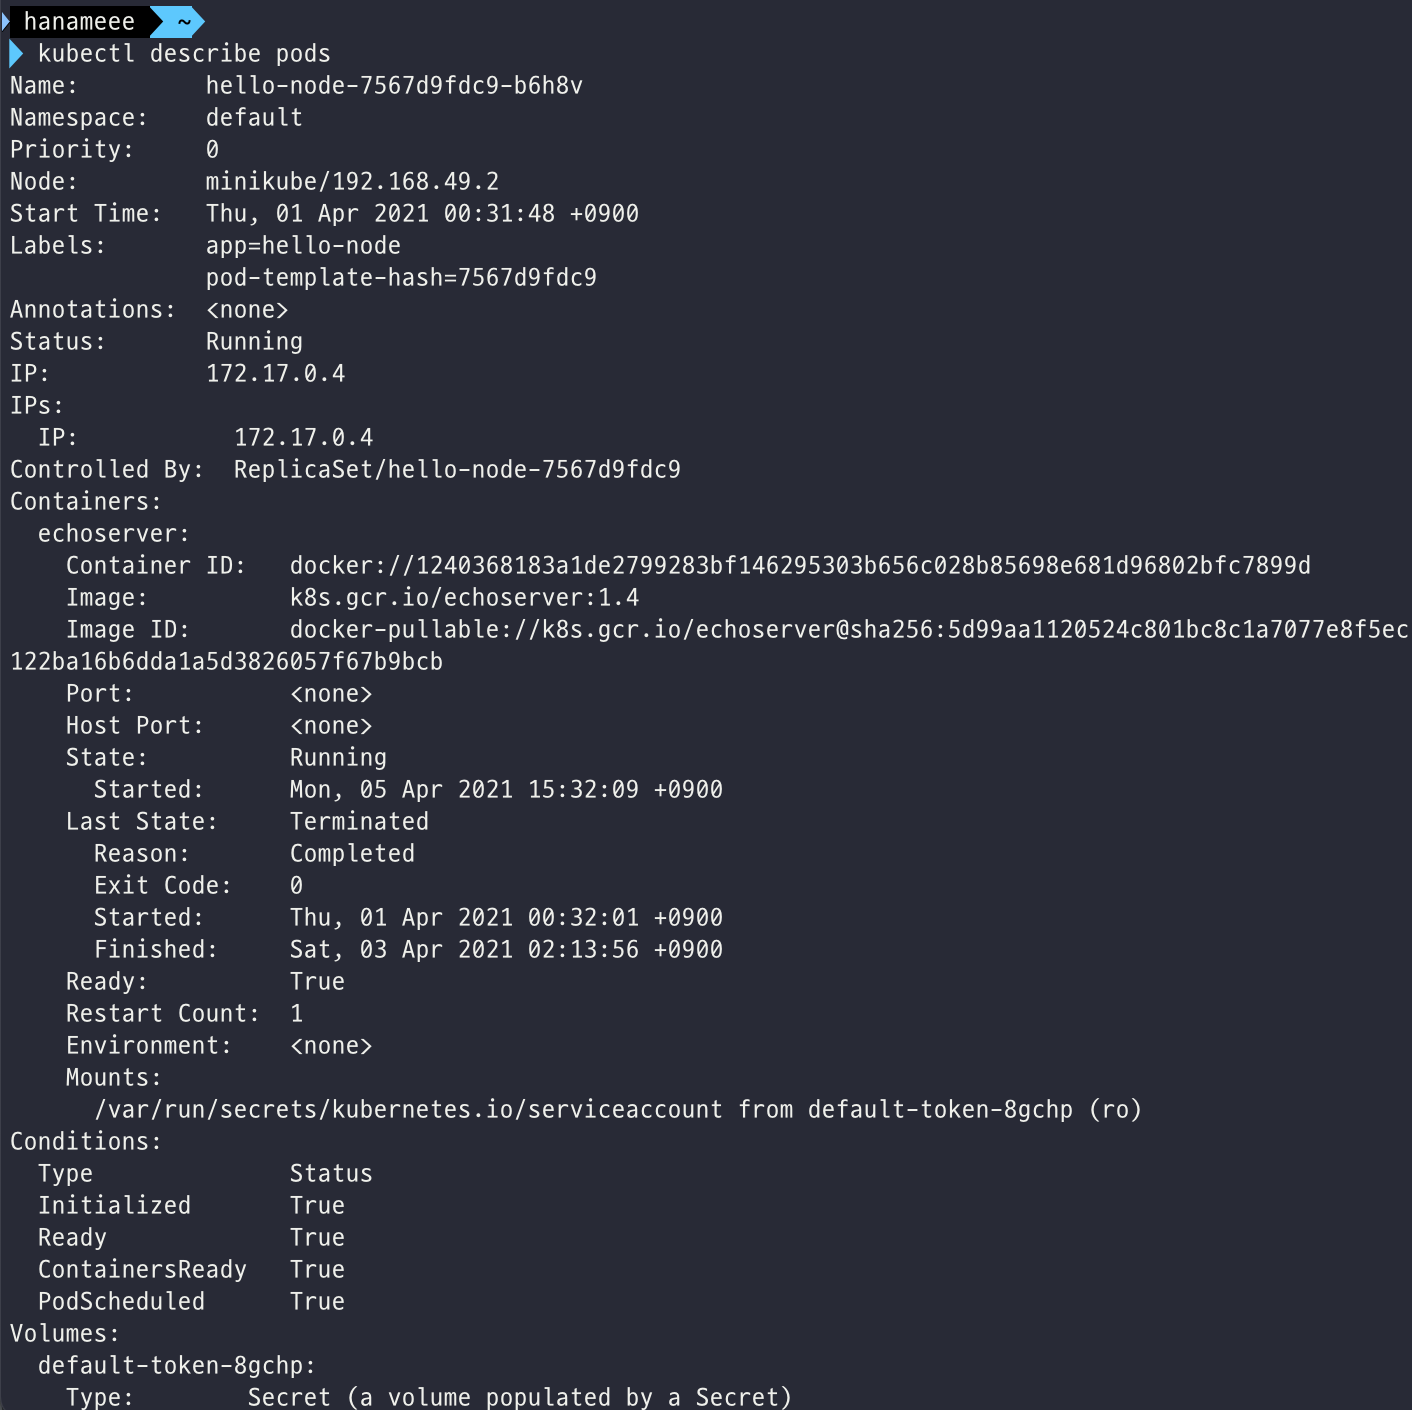 hanameee ~
kubectl describe pods
Name:         hello-node-7567d9fdc9-b6h8v
Namespace:    default
Priority:     0
Node:         minikube/192.168.49.2
Start Time:   Thu, 01 Apr 2021 00:31:48 +0900
Labels:       app=hello-node
              pod-template-hash=7567d9fdc9
Annotations:  <none>
Status:       Running
IP:           172.17.0.4
IPs:
  IP:           172.17.0.4
Controlled By:  ReplicaSet/hello-node-7567d9fdc9
Containers:
  echoserver:
    Container ID:   docker://1240368183a1de2799283bf146295303b656c028b85698e681d96802bfc7899d
    Image:          k8s.gcr.io/echoserver:1.4
    Image ID:       docker-pullable://k8s.gcr.io/echoserver@sha256:5d99aa1120524c801bc8c1a7077e8f5ec
122ba16b6dda1a5d3826057f67b9bcb
    Port:           <none>
    Host Port:      <none>
    State:          Running
      Started:      Mon, 05 Apr 2021 15:32:09 +0900
    Last State:     Terminated
      Reason:       Completed
      Exit Code:    0
      Started:      Thu, 01 Apr 2021 00:32:01 +0900
      Finished:     Sat, 03 Apr 2021 02:13:56 +0900
    Ready:          True
    Restart Count:  1
    Environment:    <none>
    Mounts:
      /var/run/secrets/kubernetes.io/serviceaccount from default-token-8gchp (ro)
Conditions:
  Type              Status
  Initialized       True
  Ready             True
  ContainersReady   True
  PodScheduled      True
Volumes:
  default-token-8gchp:
    Type:        Secret (a volume populated by a Secret)